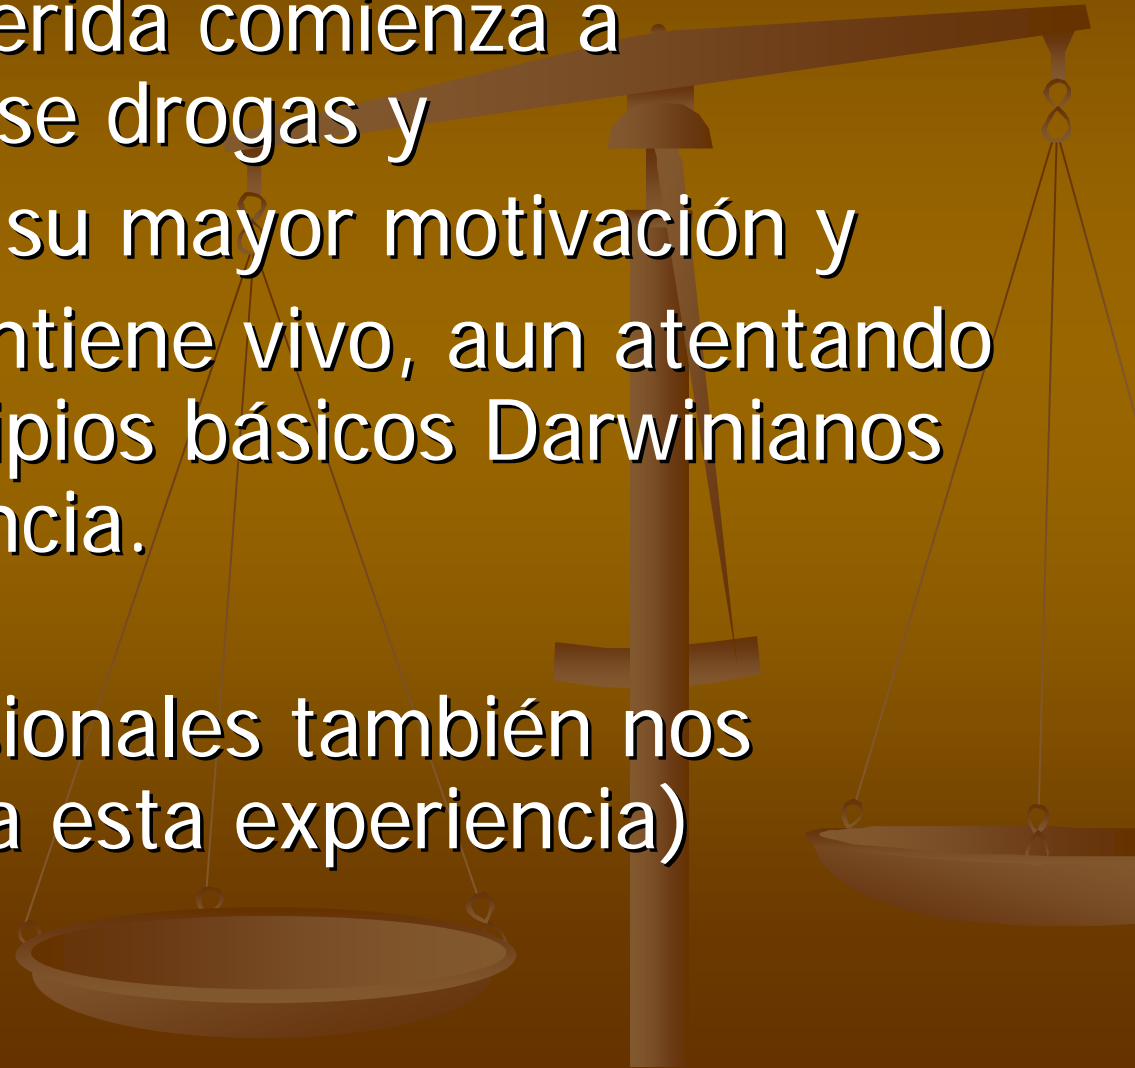 erida comienza a
se drogas y
su mayor motivación y
ntiene vivo, aun atentando
ipios básicos Darwinianos
ncia.
ionales también nos
a esta experiencia)